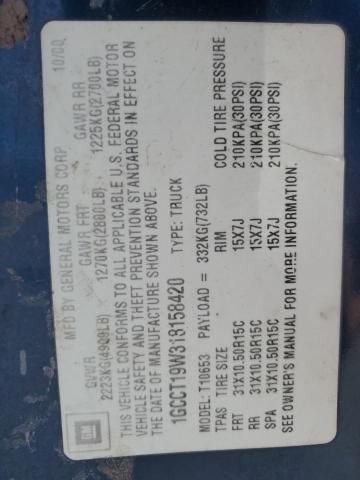 MFD BY GENERAL MOTORS CORP 10/00
GVWR GAWR FRT GAWR RR
2223KG(4900LB) 1270KG(2800LB) 1225KG(2700LB)
THIS VEHICLE CONFORMS TO ALL APPLICABLE U.S. FEDERAL MOTOR
VEHICLE SAFETY AND THEFT PREVENTION STANDARDS IN EFFECT ON
THE DATE OF MANUFACTURE SHOWN ABOVE.
1GCCT19W318158420 TYPE: TRUCK
MODEL: T10653 PAYLOAD = 332KG(732LB)
TPAS TIRE SIZE RIM COLD TIRE PRESSURE
FRT 31X10.50R15C 15X7J 210KPA(30PSI)
RR 31X10.50R15C 15X7J 210KPA(30PSI)
SPA 31X10.50R15C 15X7J 210KPA(30PSI)
SEE OWNER'S MANUAL FOR MORE INFORMATION.
GM